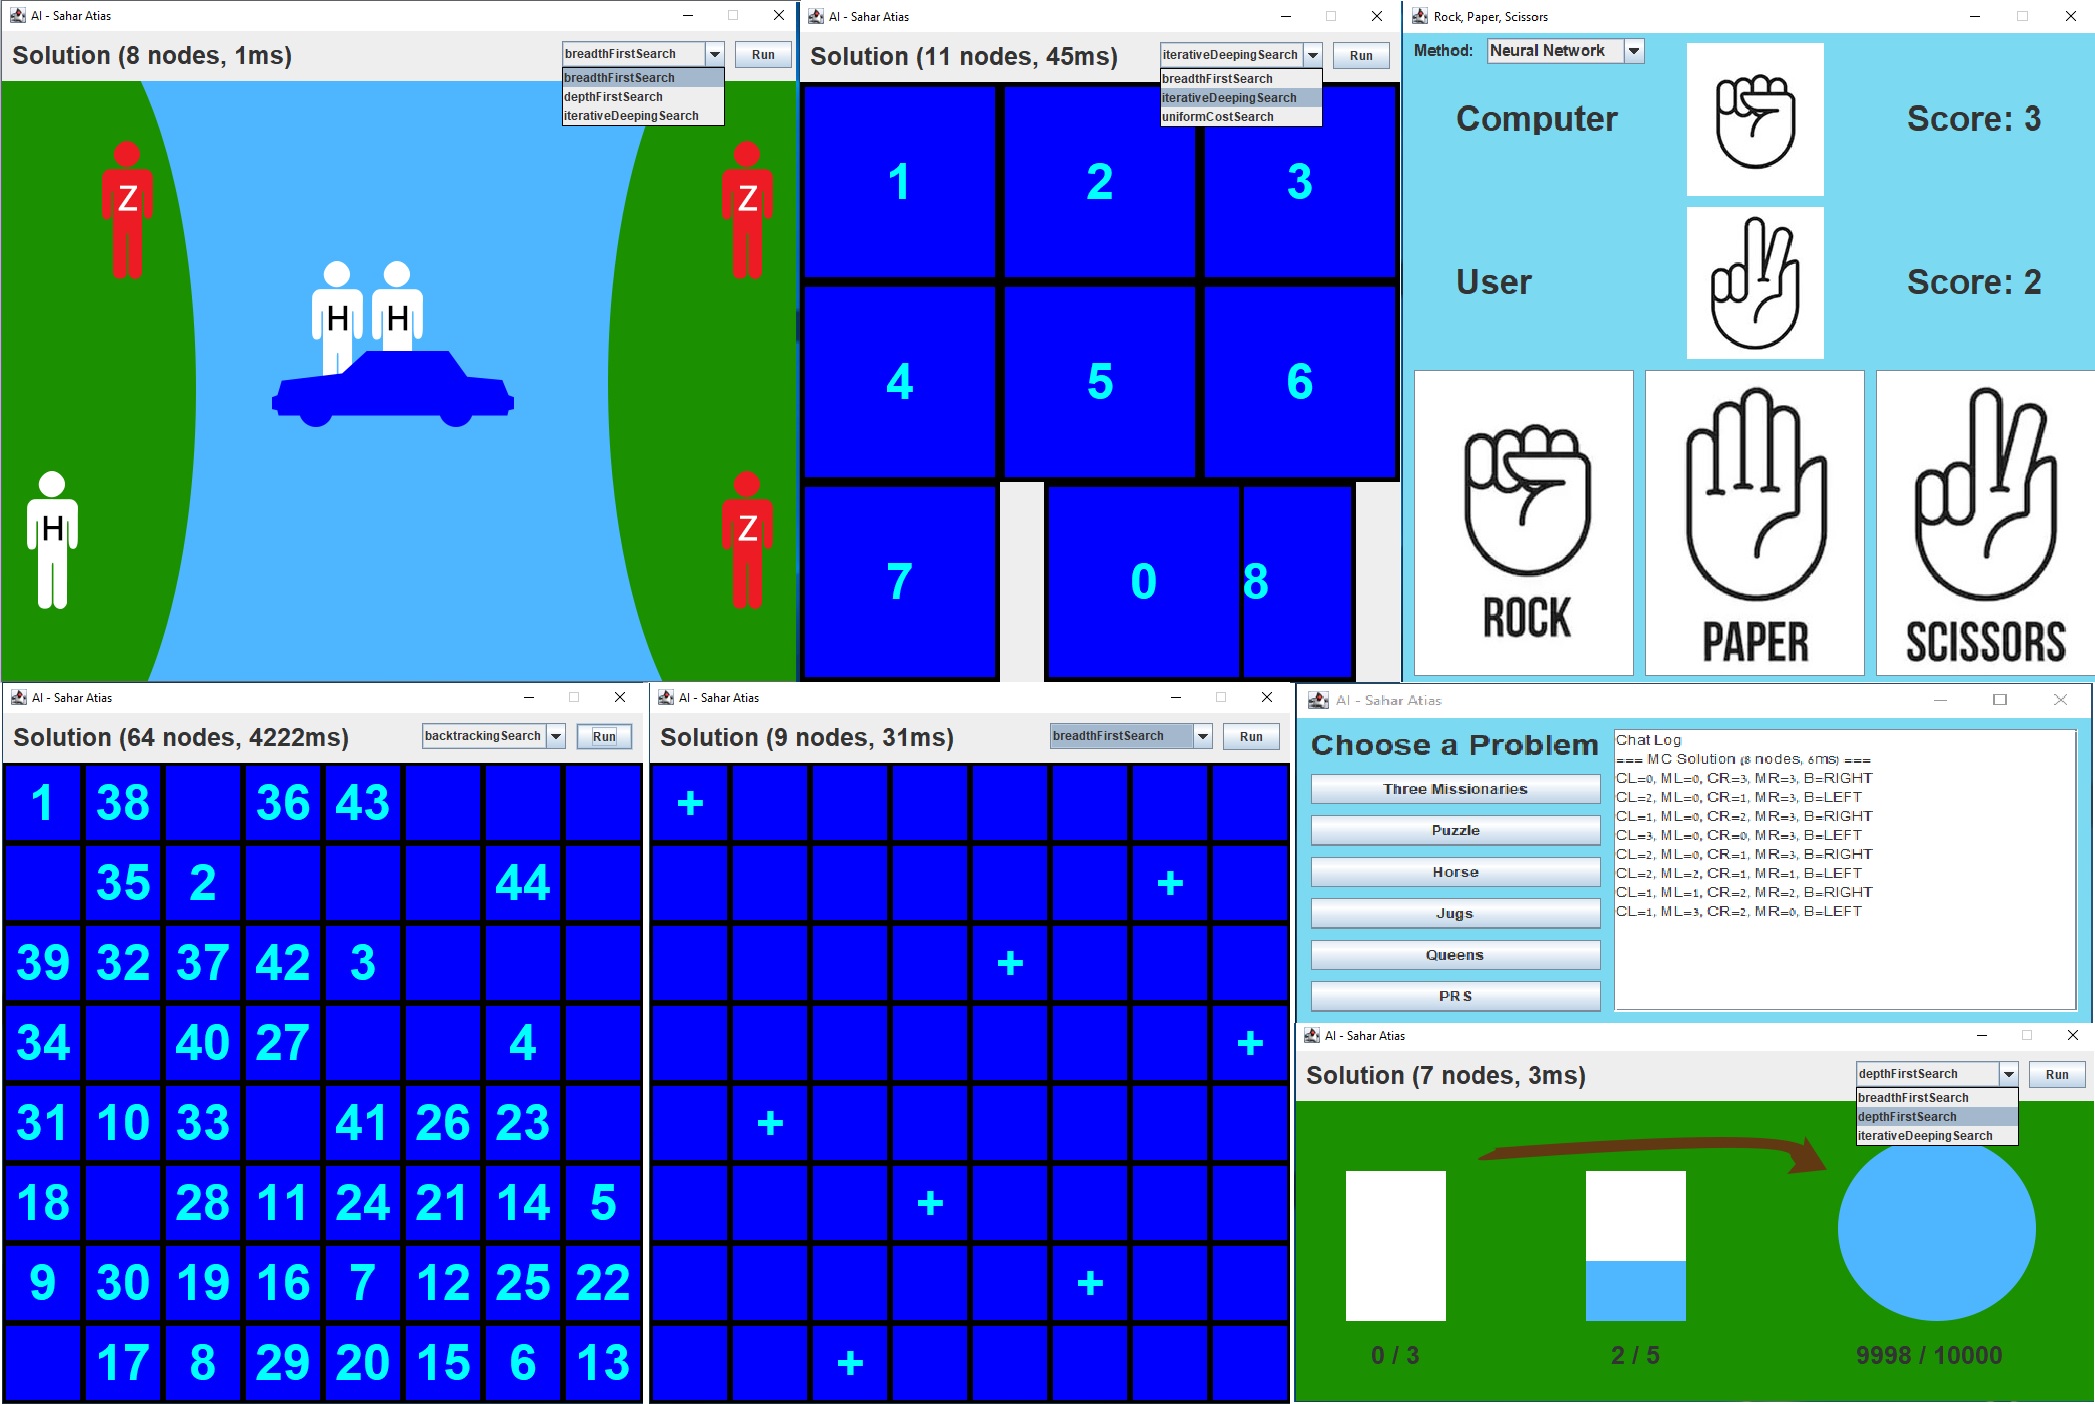 AI - Sahar Atias
Solution (8 nodes, 1ms)
breadthFirstSearch
Run
breadthFirstSearch
depthFirstSearch
iterativeDeepingSearch
Z
Z
H H
H
Z
AI - Sahar Atias
Solution (11 nodes, 45ms)
iterativeDeepingSearch
Run
breadthFirstSearch
iterativeDeepingSearch
uniformCostSearch
1 2 3
4 5 6
7 0 8
Rock, Paper, Scissors
Method: Neural Network
Computer
Score: 3
User
Score: 2
ROCK
PAPER
SCISSORS
AI - Sahar Atias
Solution (64 nodes, 4222ms)
backtrackingSearch
Run
1 38 36 43
35 2 44
39 32 37 42 3
34 40 27 4
31 10 33 41 26 23
18 28 11 24 21 14 5
9 30 19 16 7 12 25 22
17 8 29 20 15 6 13
AI - Sahar Atias
Solution (9 nodes, 31ms)
breadthFirstSearch
Run
+
+
+
+
+
+
+
+
AI - Sahar Atias
Choose a Problem
Three Missionaries
Puzzle
Horse
Jugs
Queens
PRS
Chat Log
=== MC Solution (8 nodes, 6ms) ===
CL=0, ML=0, CR=3, MR=3, B=RIGHT
CL=2, ML=0, CR=1, MR=3, B=LEFT
CL=1, ML=0, CR=2, MR=3, B=RIGHT
CL=3, ML=0, CR=0, MR=3, B=LEFT
CL=2, ML=0, CR=1, MR=3, B=RIGHT
CL=2, ML=2, CR=1, MR=1, B=LEFT
CL=1, ML=1, CR=2, MR=2, B=RIGHT
CL=1, ML=3, CR=2, MR=0, B=LEFT
AI - Sahar Atias
Solution (7 nodes, 3ms)
depthFirstSearch
Run
breadthFirstSearch
depthFirstSearch
iterativeDeepingSearch
0 / 3
2 / 5
9998 / 10000